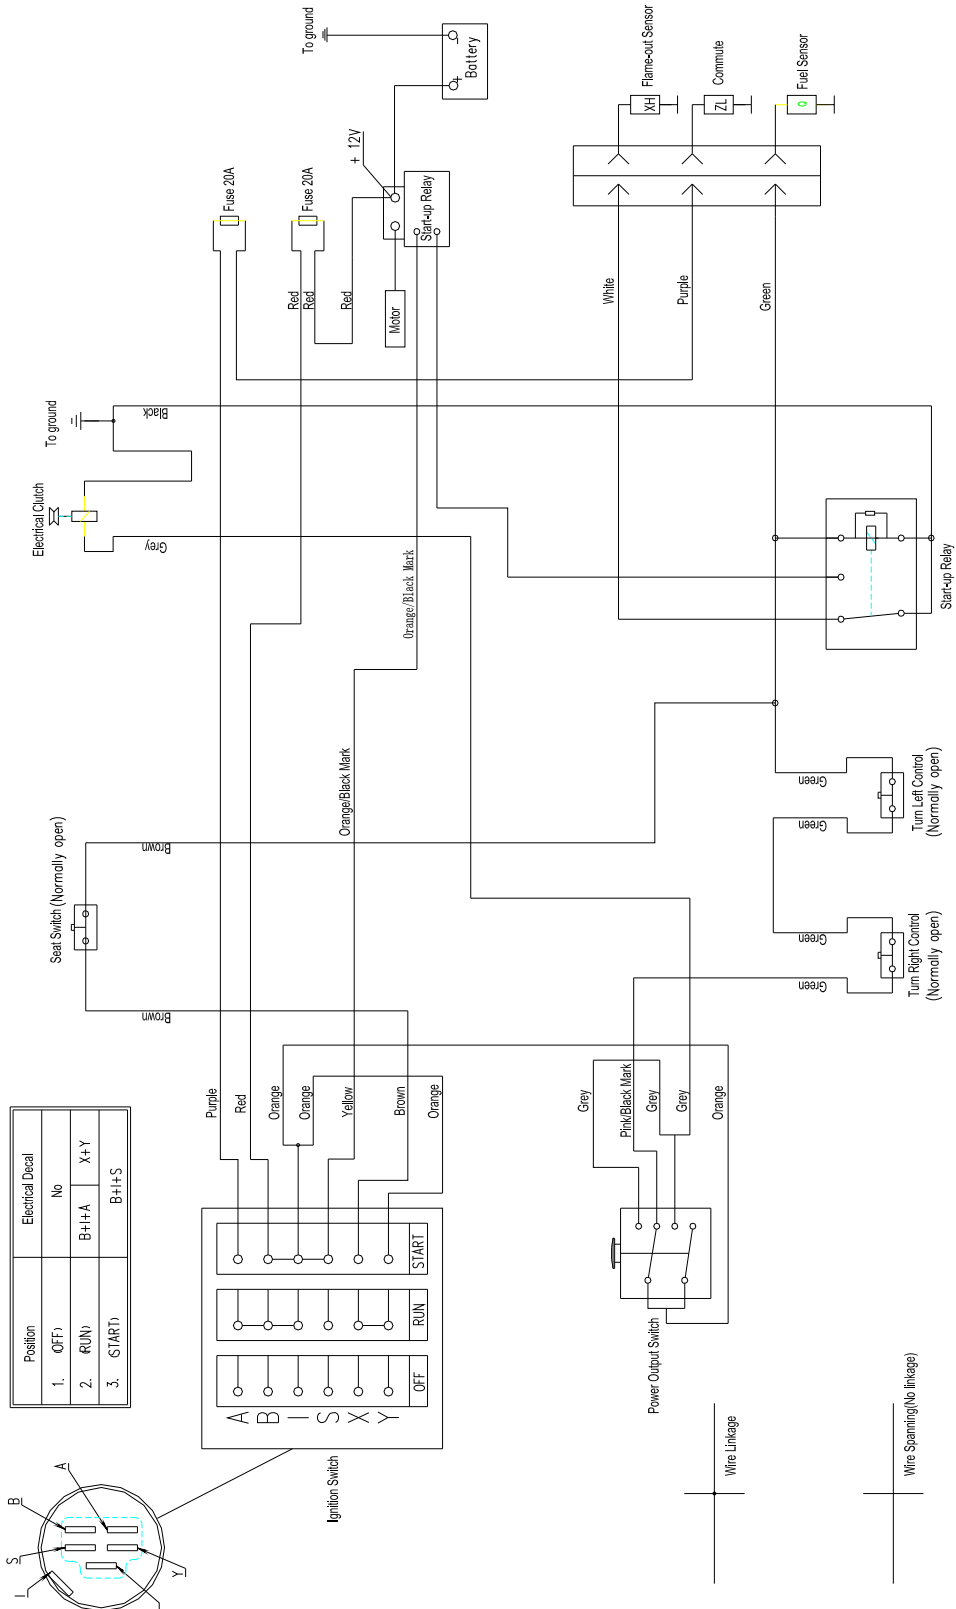 To ground
Battery
+
-
+ 12V
Fuse 20A
Fuse 20A
Start-up Relay
Motor
Red
Red
Red
Flame-out Sensor
Commute
Fuel Sensor
XH
ZL
Q
White
Purple
Green
To ground
Black
Electrical Clutch
Grey
Orange/Black Mark
Start-up Relay
Orange/Black Mark
Seat Switch (Normally open)
Brown
Brown
Green
Green
Turn Left Control
(Normally open)
Green
Green
Turn Right Control
(Normally open)
Purple
Red
Orange
Orange
Yellow
Brown
Orange
Grey
Pink/Black Mark
Grey
Grey
Orange
Position Electrical Decal
1. (OFF) No
2. (RUN) B+I+A X+Y
3. (START) B+I+S
START
RUN
OFF
A
B
I
S
X
Y
Ignition Switch
Power Output Switch
Wire Linkage
Wire Spanning(No linkage)
A
B
S
I
Y